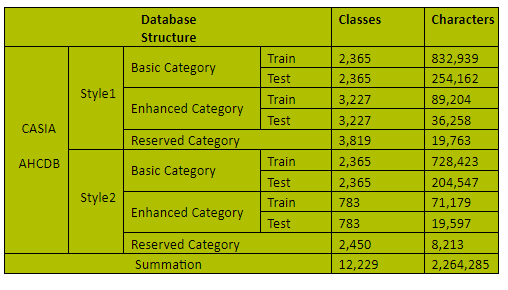 Database Structure Classes Characters
CASIA AHCDB Style1 Basic Category Train 2,365 832,939
Test 2,365 254,162
Enhanced Category Train 3,227 89,204
Test 3,227 36,258
Reserved Category 3,819 19,763
Style2 Basic Category Train 2,365 728,423
Test 2,365 204,547
Enhanced Category Train 783 71,179
Test 783 19,597
Reserved Category 2,450 8,213
Summation 12,229 2,264,285